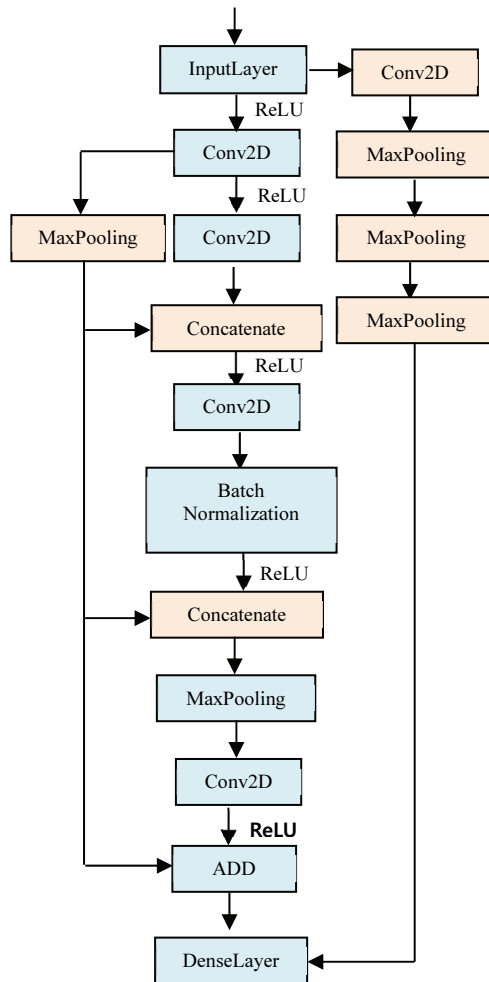 InputLayer
Conv2D
ReLU
Conv2D
MaxPooling
ReLU
MaxPooling
Conv2D
MaxPooling
Concatenate
MaxPooling
ReLU
Conv2D
Batch
Normalization
ReLU
Concatenate
MaxPooling
Conv2D
ReLU
ADD
DenseLayer